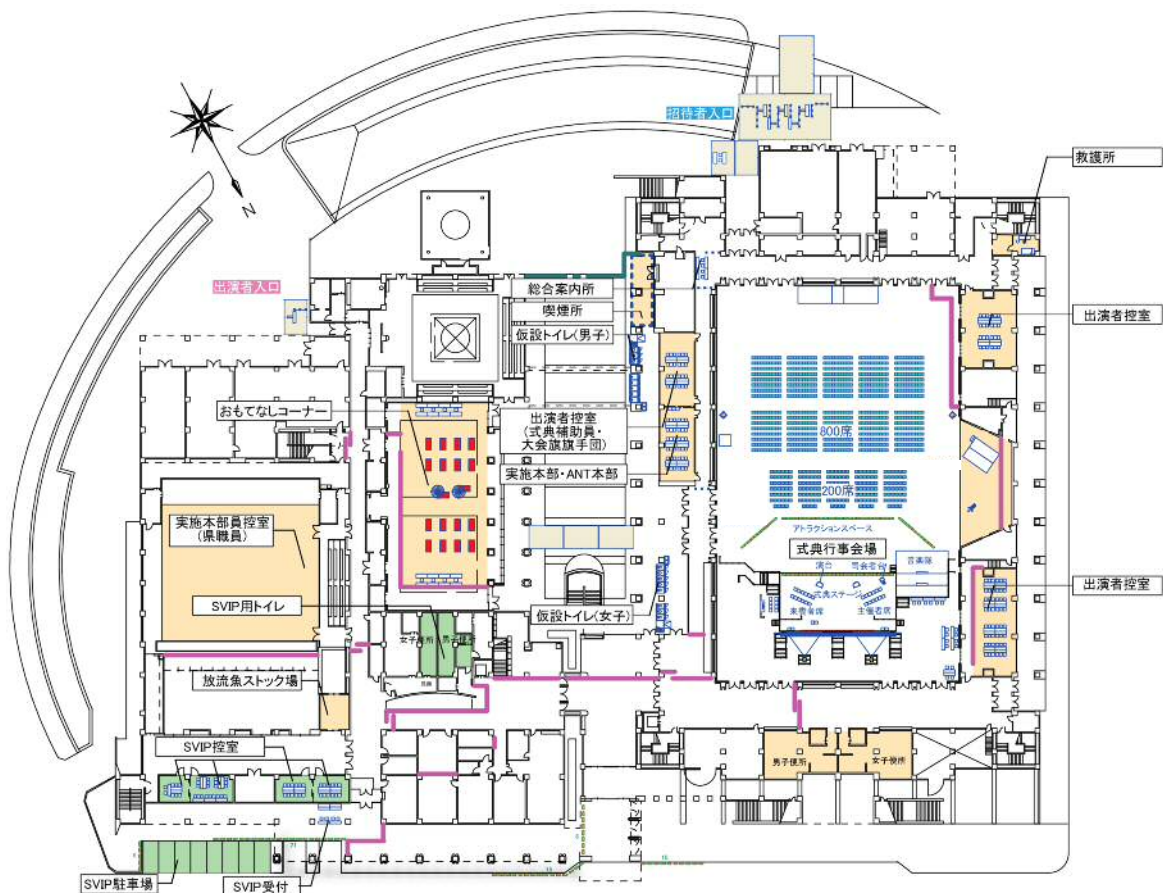 招待者入口
救護所
N
出演者入口
総合案内所
喫煙所
仮設トイレ(男子)
出演者控室
おもてなしコーナー
出演者控室
(式典補助員・
大会旗旗手団)
実施本部・ANT本部
800席
200席
アトラクションスペース
式典行事会場
実施本部員控室
(県職員)
演台
司会者台
音楽隊
式典ステージ
来賓者席
主催者席
出演者控室
SVIP用トイレ
仮設トイレ(女子)
女子便所
男子便所
放流魚ストック場
SVIP控室
男子便所
女子便所
SVIP駐車場
SVIP受付